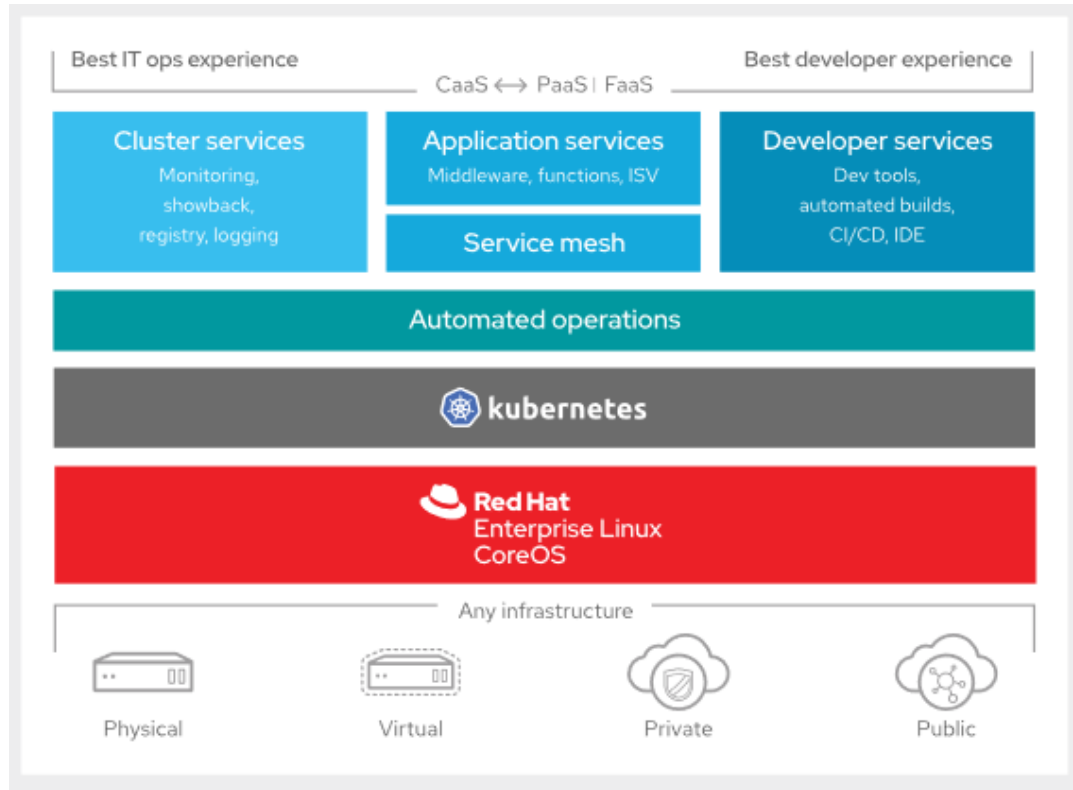 Best IT ops experience
Best developer experience
CaaS ↔ PaaS | FaaS
Cluster services
Monitoring,
showback,
registry, logging
Application services
Middleware, functions, ISV
Service mesh
Developer services
Dev tools,
automated builds,
CI/CD, IDE
Automated operations
kubernetes
Red Hat
Enterprise Linux
CoreOS
Any infrastructure
Physical
Virtual
Private
Public